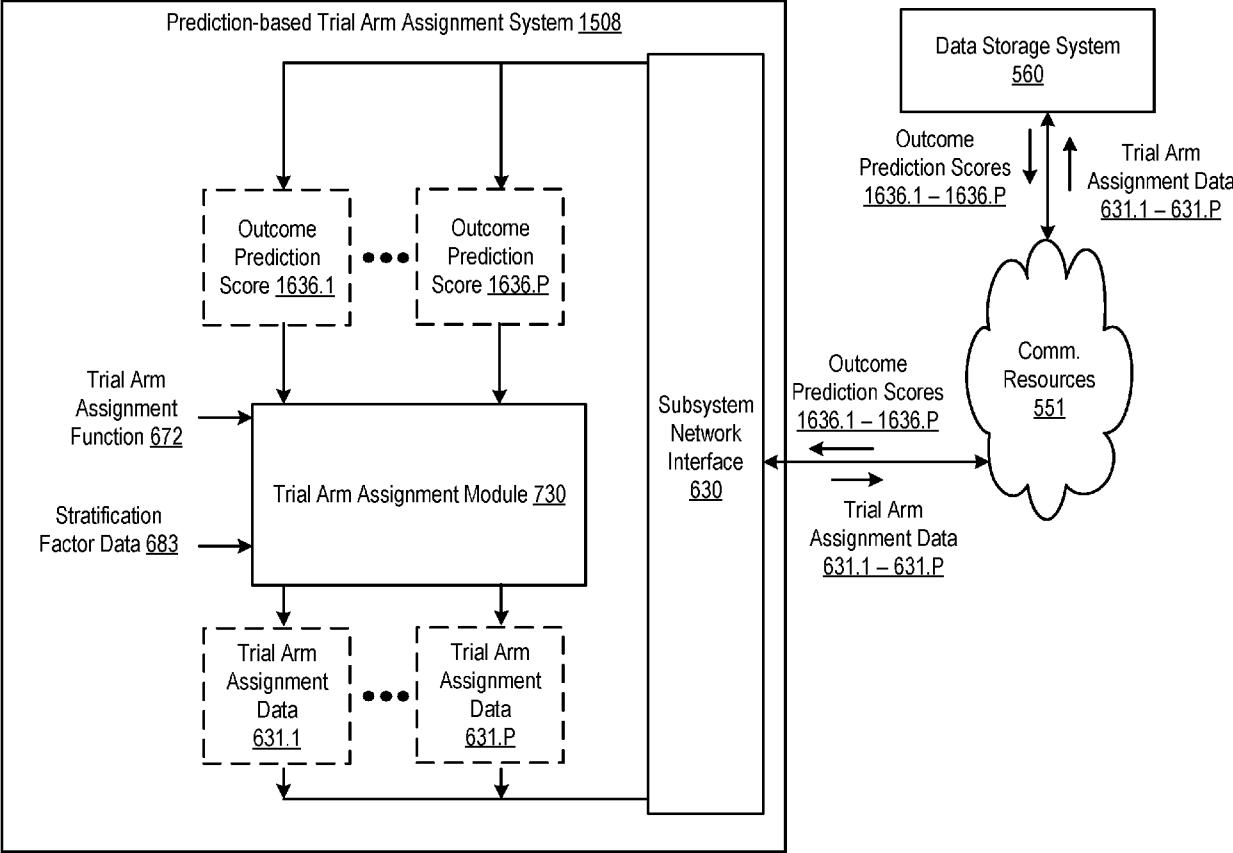 Prediction-based Trial Arm Assignment System 1508
Data Storage System
560
Outcome
Prediction Scores
1636.1 – 1636.P
Trial Arm
Assignment Data
631.1 – 631.P
Outcome
Prediction
Score 1636.1
Outcome
Prediction
Score 1636.P
Comm.
Resources
551
Trial Arm
Assignment
Function 672
Outcome
Prediction Scores
1636.1 – 1636.P
Subsystem
Network
Interface
630
Trial Arm Assignment Module 730
Stratification
Factor Data 683
Trial Arm
Assignment Data
631.1 – 631.P
Trial Arm
Assignment
Data
631.1
Trial Arm
Assignment
Data
631.P